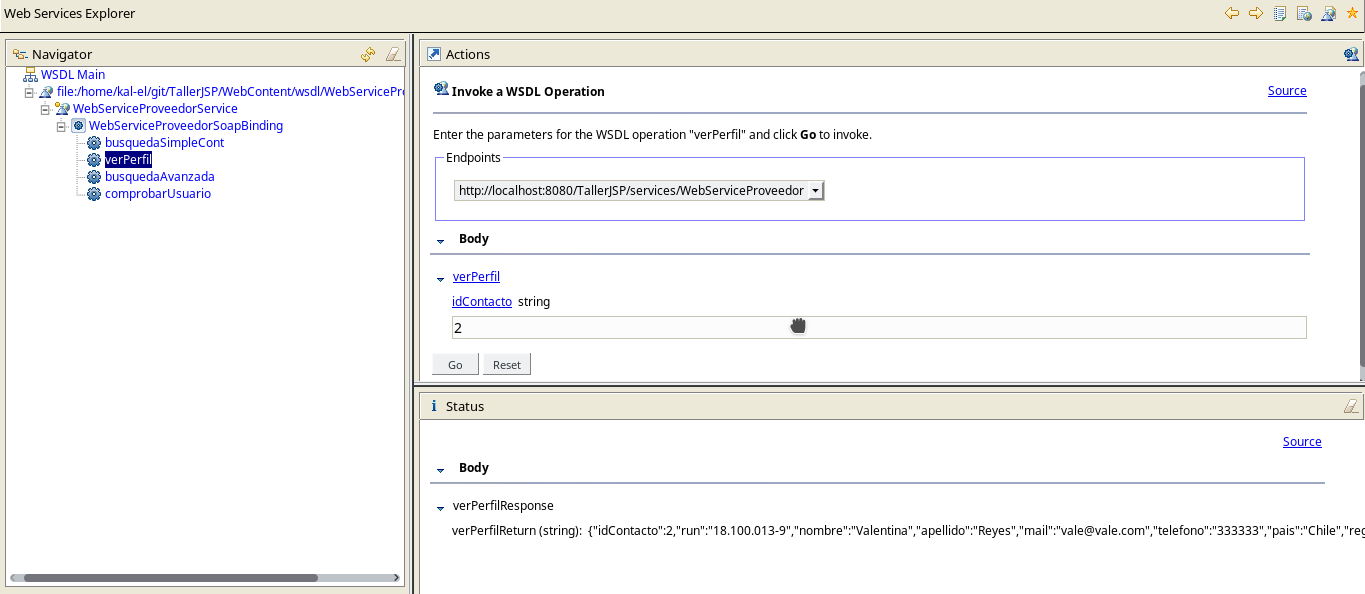 Web Services Explorer
Navigator
WSDL Main
file:/home/kal-el/git/TallerJSP/WebContent/wsdl/WebServicePro
WebServiceProveedorService
WebServiceProveedorSoapBinding
busquedaSimpleCont
verPerfil
busquedaAvanzada
comprobarUsuario
Actions
Invoke a WSDL Operation
Source
Enter the parameters for the WSDL operation "verPerfil" and click Go to invoke.
Endpoints
http://localhost:8080/TallerJSP/services/WebServiceProveedor
Body
verPerfil
idContacto string
2
Go Reset
i Status
Source
Body
verPerfilResponse
verPerfilReturn (string): {"idContacto":2,"run":"18.100.013-9","nombre":"Valentina","apellido":"Reyes","mail":"vale@vale.com","telefono":"333333","pais":"Chile","reg